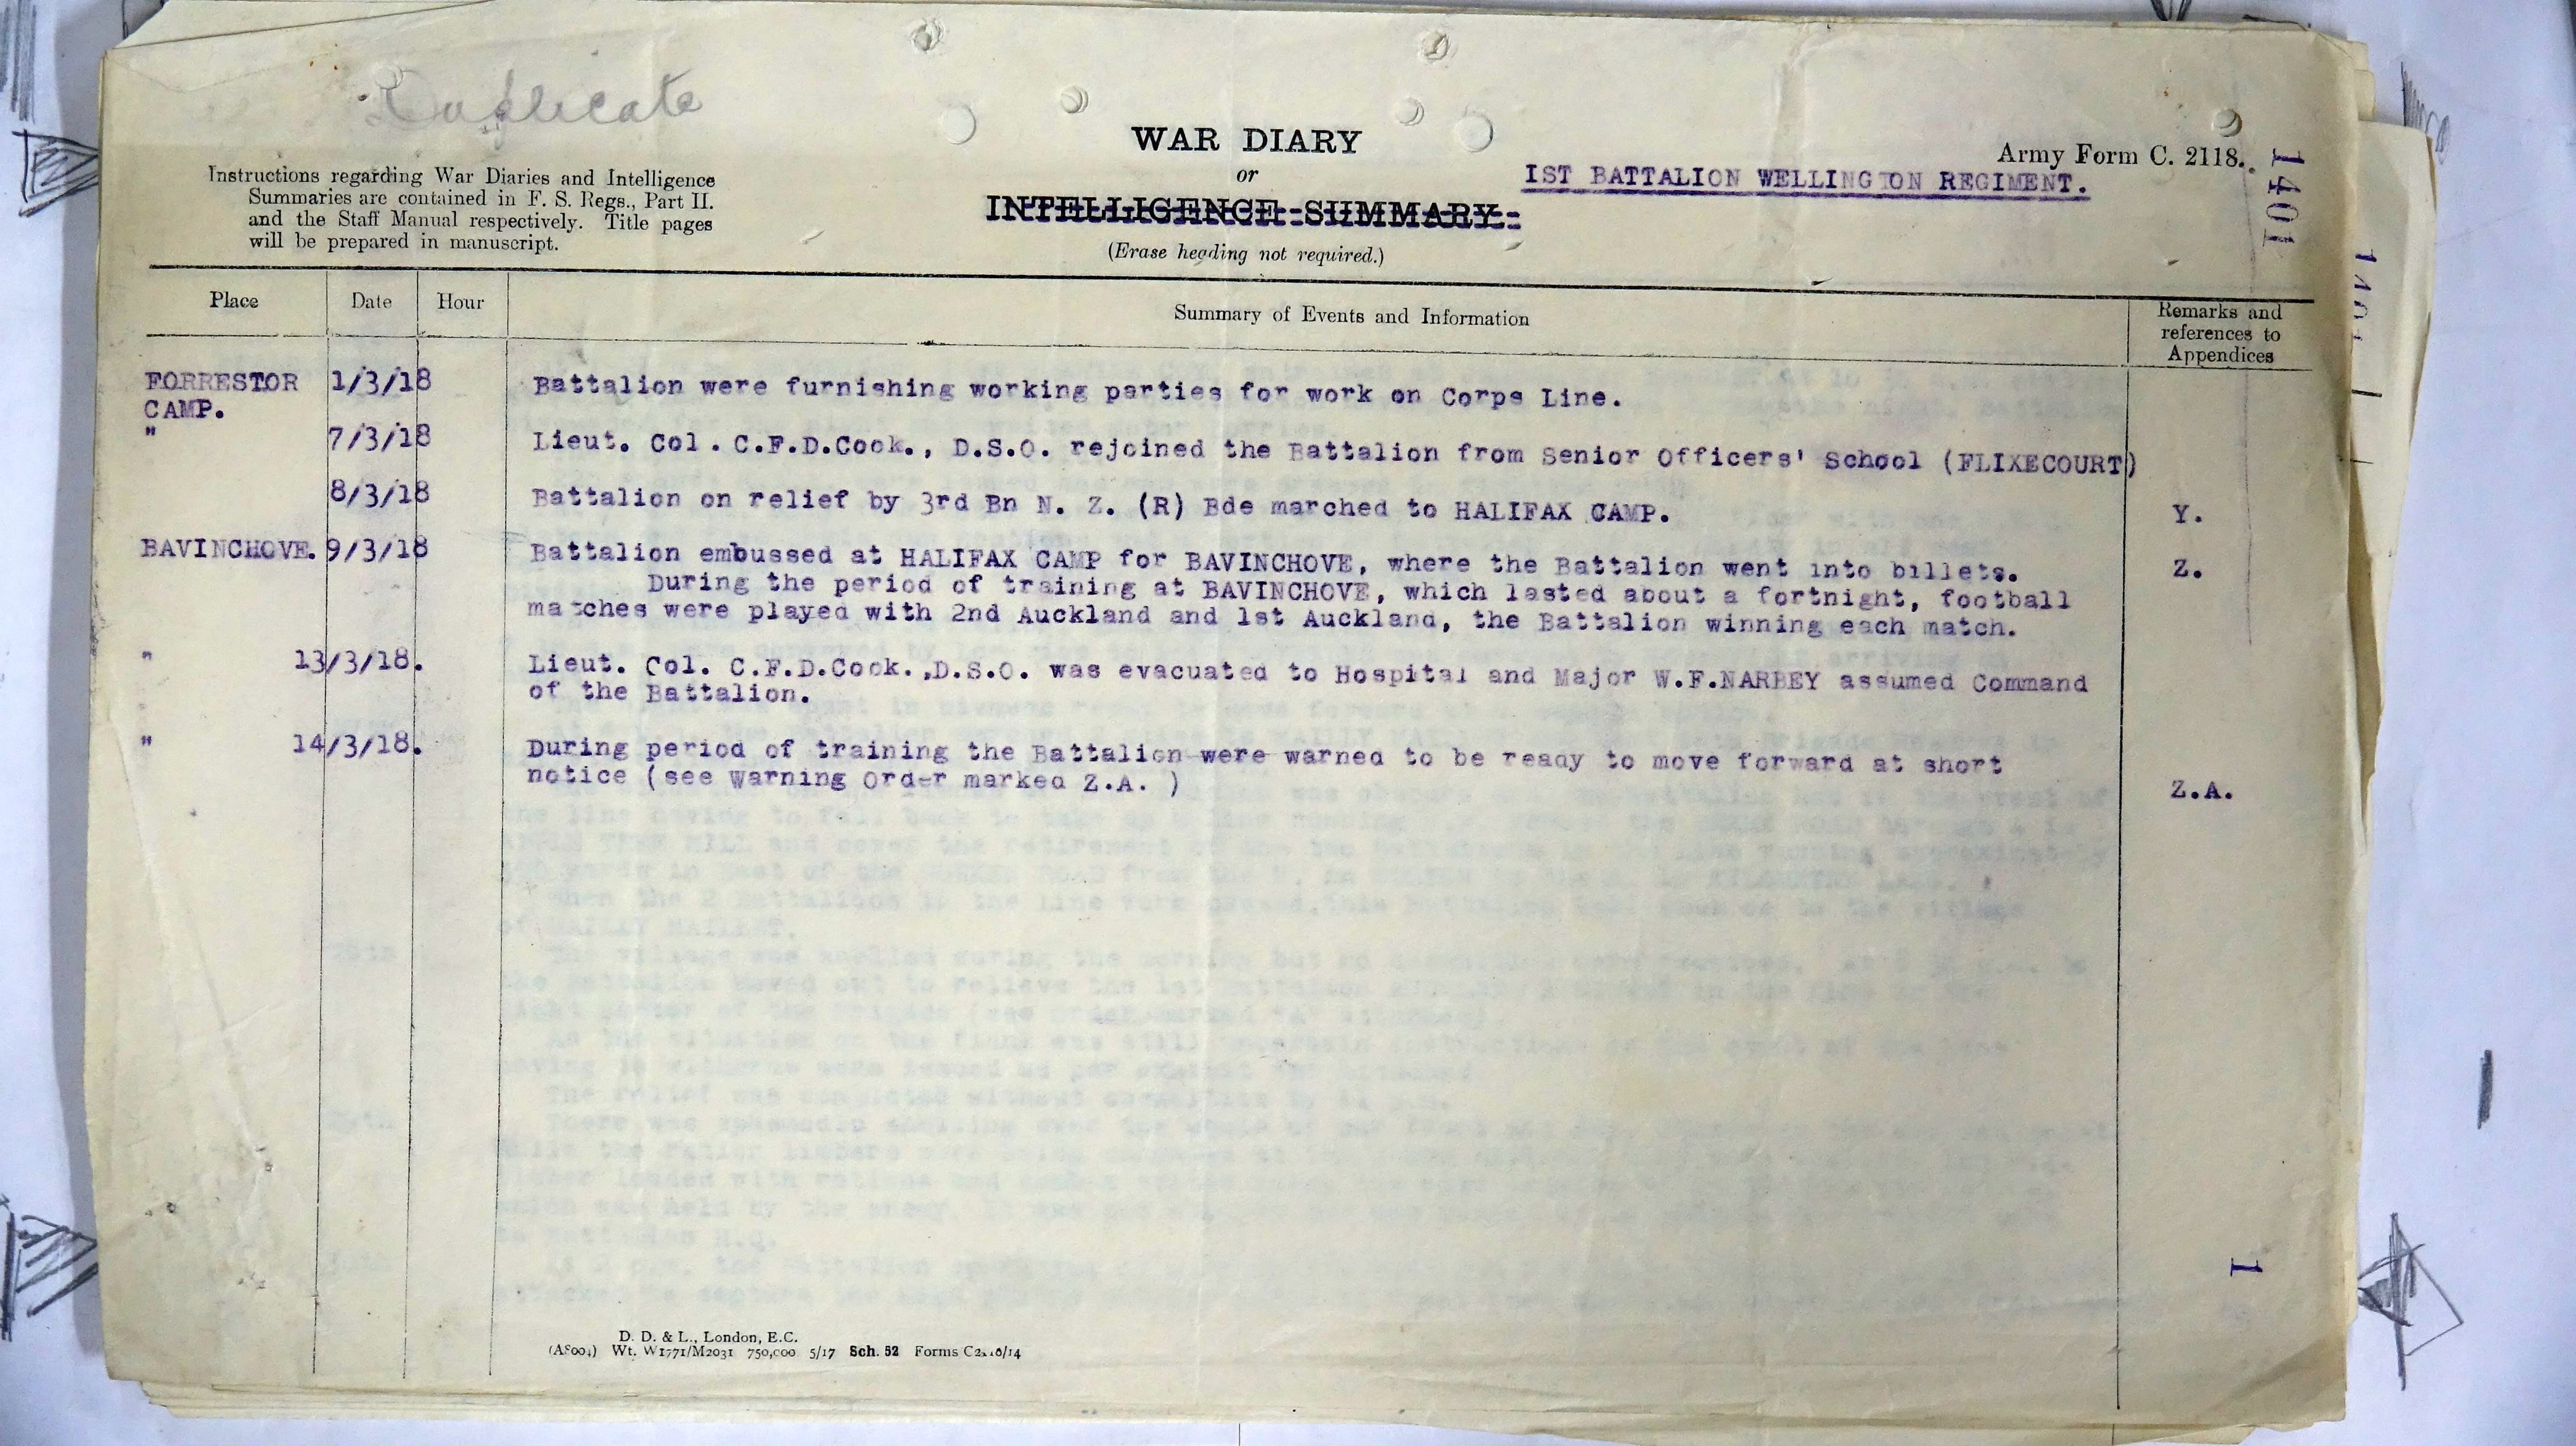 Duplicate
Army Form C. 2118.
WAR DIARY
or
INTELLIGENCE SUMMARY.
(Erase heading not required.)
1ST BATTALION WELLINGTON REGIMENT.
1401
Instructions regarding War Diaries and Intelligence
Summaries are contained in F. S. Regs., Part II.
and the Staff Manual respectively. Title pages
will be prepared in manuscript.
Place Date Hour Summary of Events and Information Remarks and
references to
Appendices
FORRESTOR 1/3/18 Battalion were furnishing working parties for work on Corps Line.
CAMP.
" 7/3/18 Lieut. Col. C.F.D.Cook., D.S.O. rejoined the Battalion from Senior Officers' School (FLIXECOURT)
8/3/18 Battalion on relief by 3rd Bn N. Z. (R) Bde marched to HALIFAX CAMP. Y.
BAVINCHOVE. 9/3/18 Battalion embussed at HALIFAX CAMP for BAVINCHOVE, where the Battalion went into billets. Z.
During the period of training at BAVINCHOVE, which lasted about a fortnight, football
matches were played with 2nd Auckland and 1st Auckland, the Battalion winning each match.
" 13/3/18. Lieut. Col. C.F.D.Cook.,D.S.O. was evacuated to Hospital and Major W.F.NARBEY assumed Command
of the Battalion.
" 14/3/18. During period of training the Battalion were warned to be ready to move forward at short
notice (see Warning Order marked Z.A. ) Z.A.
1
D. D. & L., London, E.C.
Wt. W1771/M2031 750,000 5/17 Sch. 52 Forms